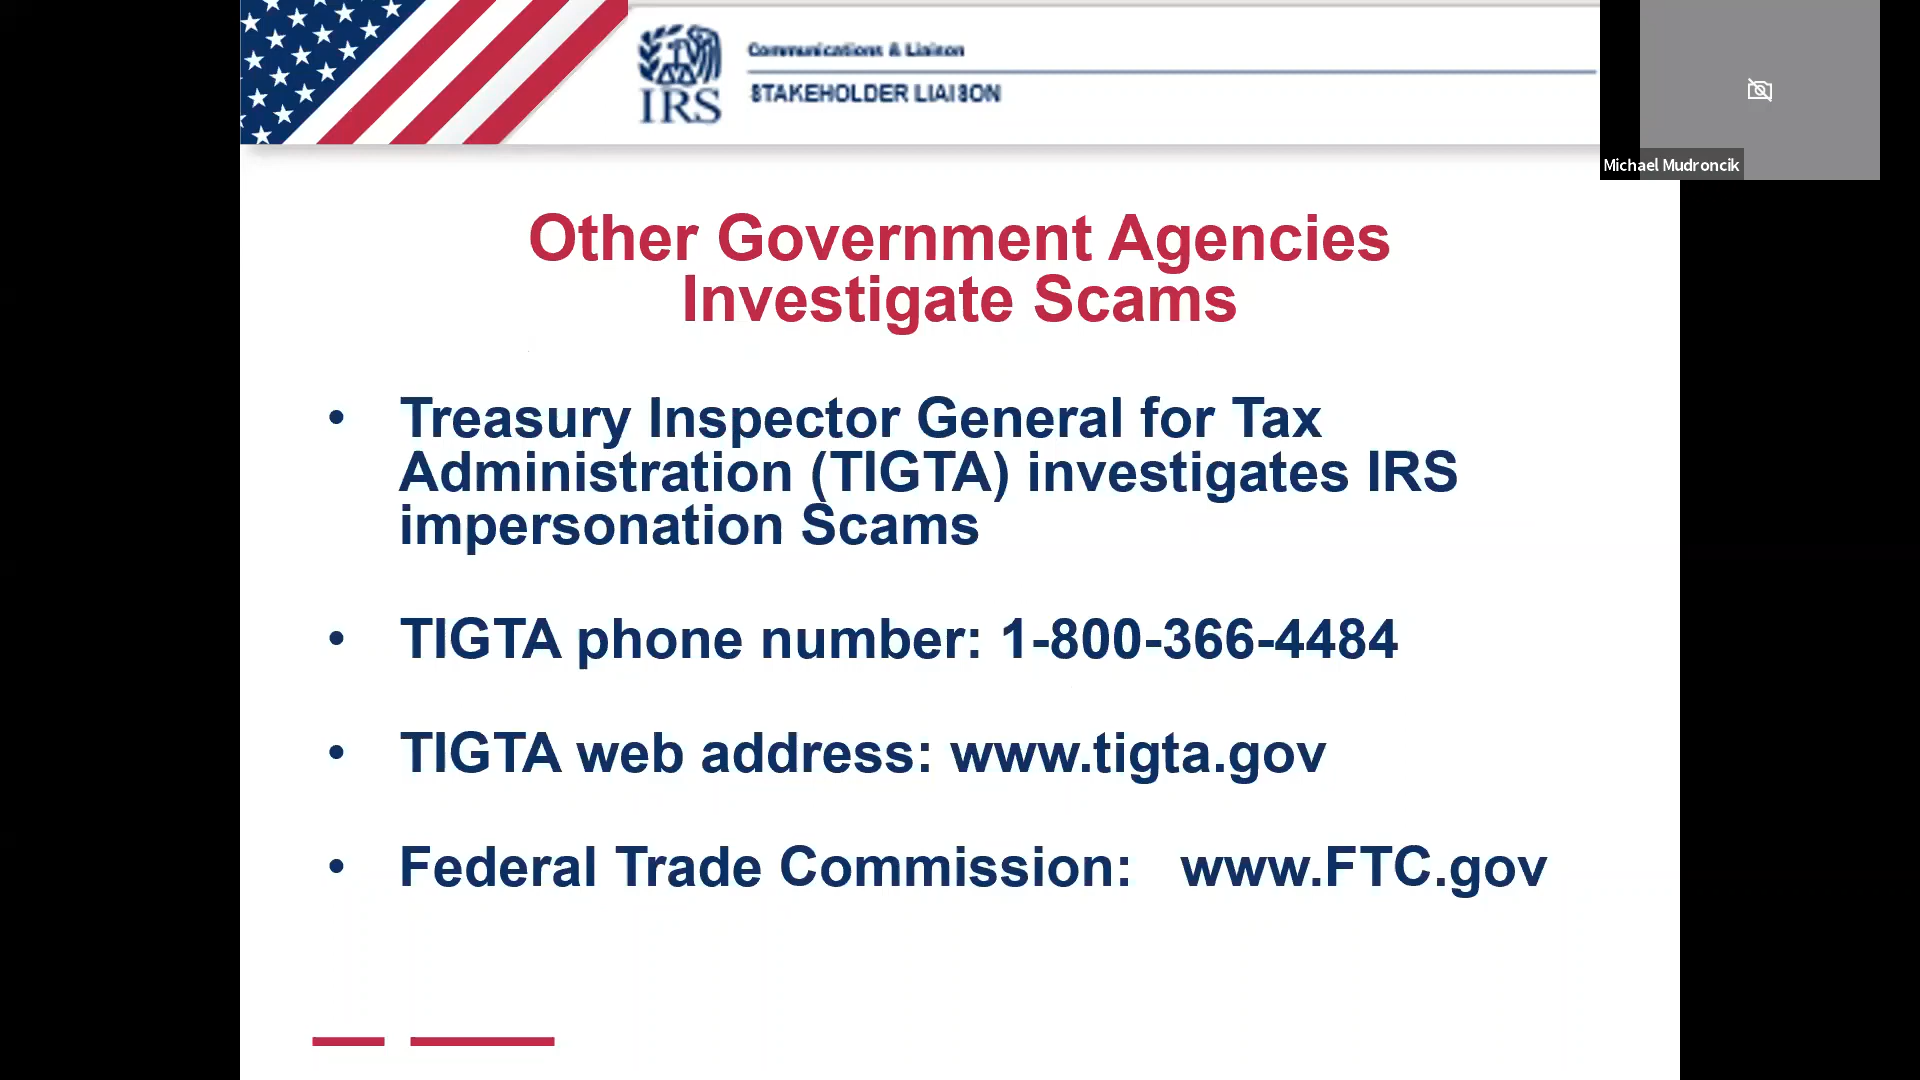 Communications & Liaison
IRS
STAKEHOLDER LIAISON
Michael Mudroncik
Other Government Agencies
Investigate Scams
• Treasury Inspector General for Tax
Administration (TIGTA) investigates IRS
impersonation Scams
• TIGTA phone number: 1-800-366-4484
• TIGTA web address: www.tigta.gov
• Federal Trade Commission: www.FTC.gov